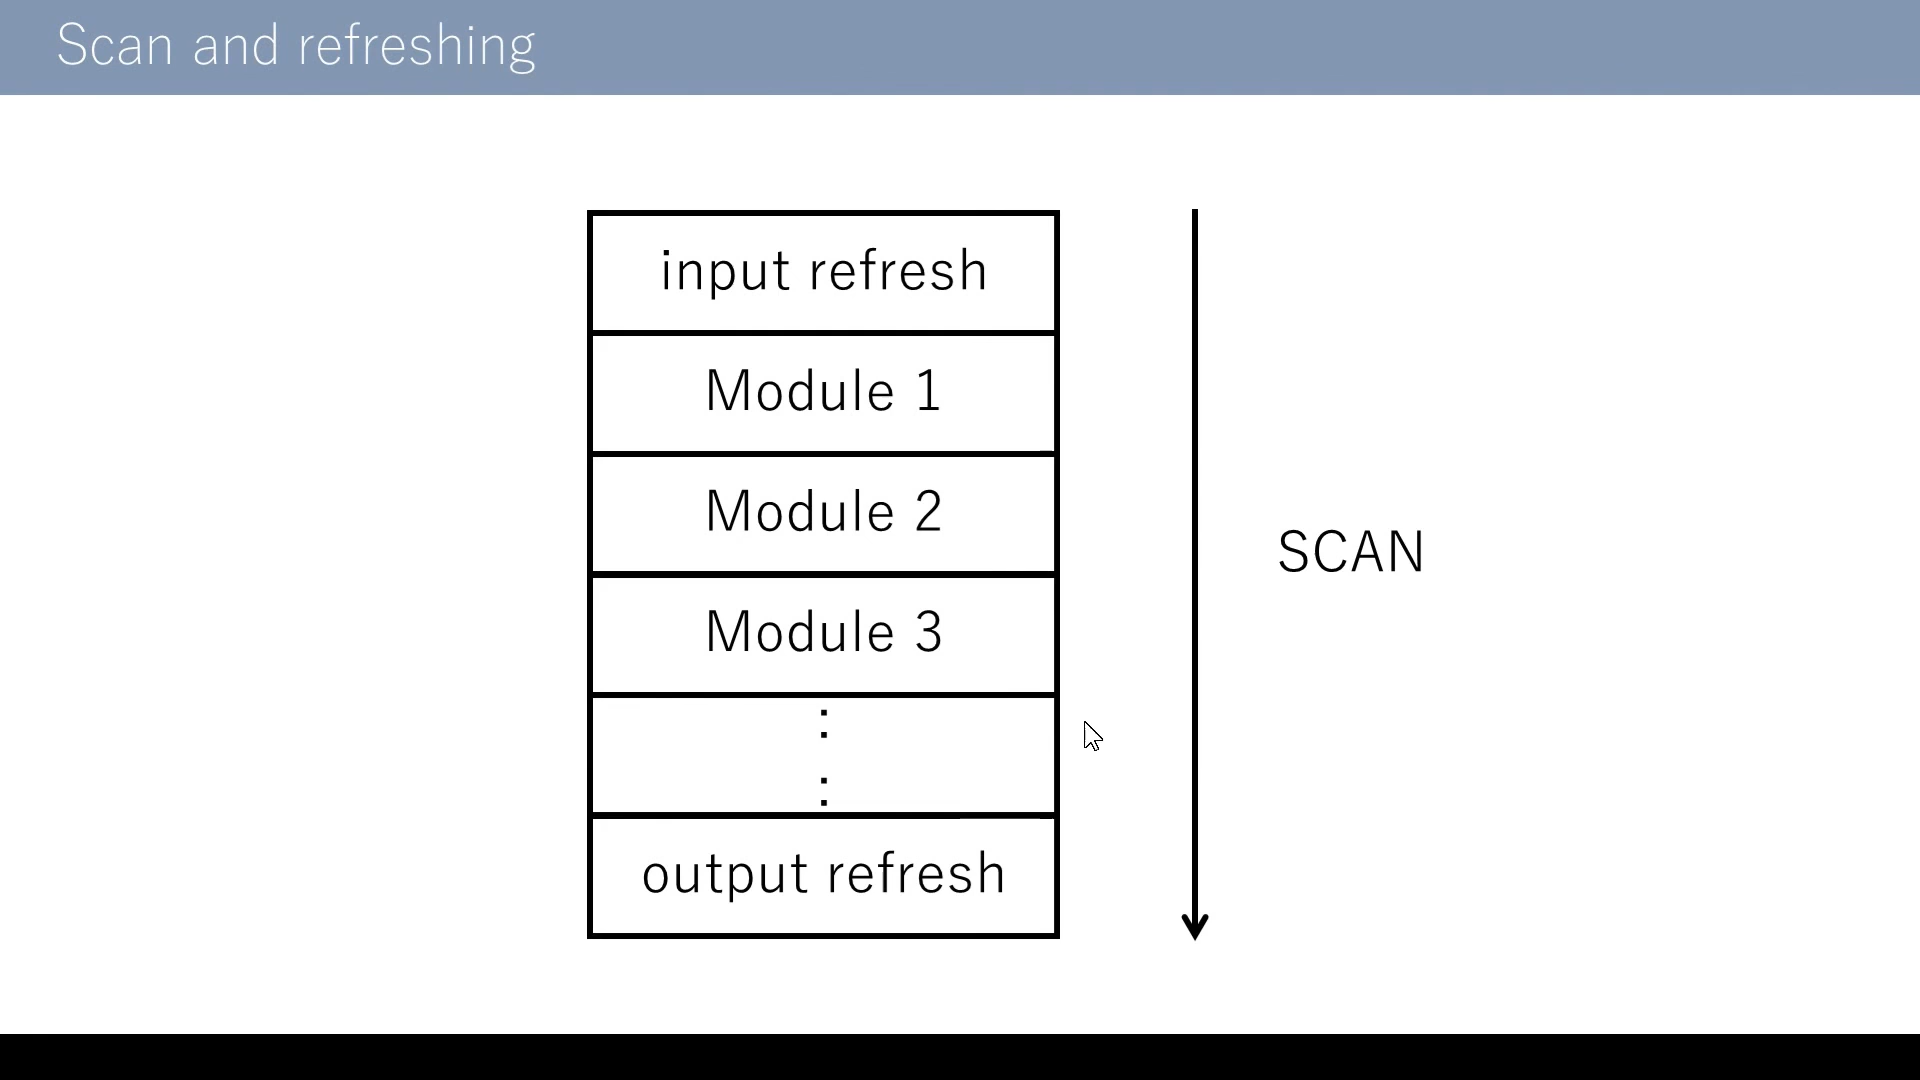 Scan and refreshing
input refresh
Module 1
Module 2
Module 3
:
:
output refresh
SCAN